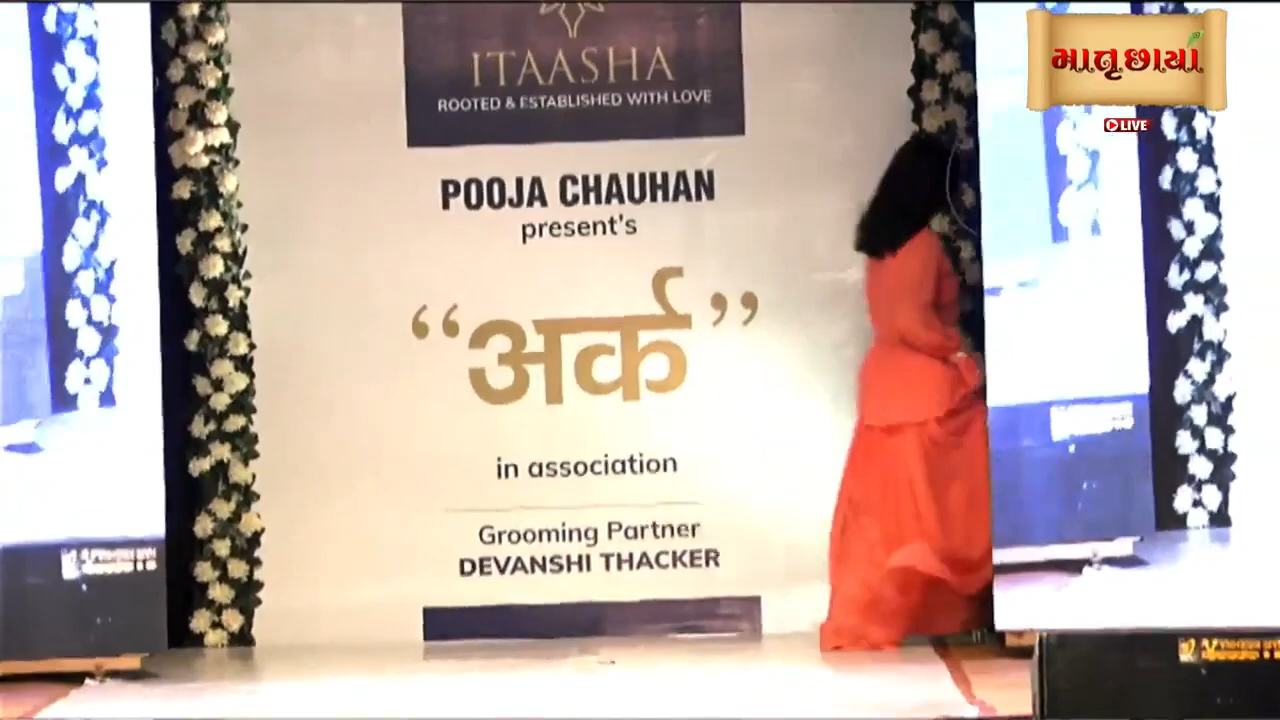 માતૃછાયા
LIVE
ITAASHA
ROOTED & ESTABLISHED WITH LOVE
POOJA CHAUHAN
present's
“अर्क”
in association
Grooming Partner
DEVANSHI THACKER